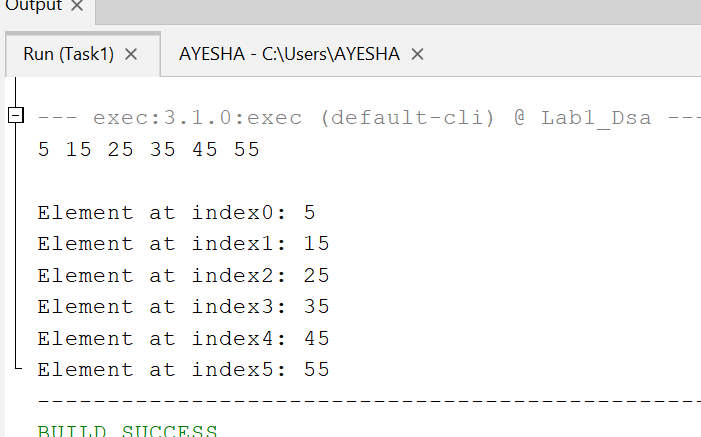 Output ×
Run (Task1) × AYESHA - C:\Users\AYESHA ×
--- exec:3.1.0:exec (default-cli) @ Lab1_Dsa ---
5 15 25 35 45 55
Element at index0: 5
Element at index1: 15
Element at index2: 25
Element at index3: 35
Element at index4: 45
Element at index5: 55
------------------------------------------------
BUILD SUCCESS